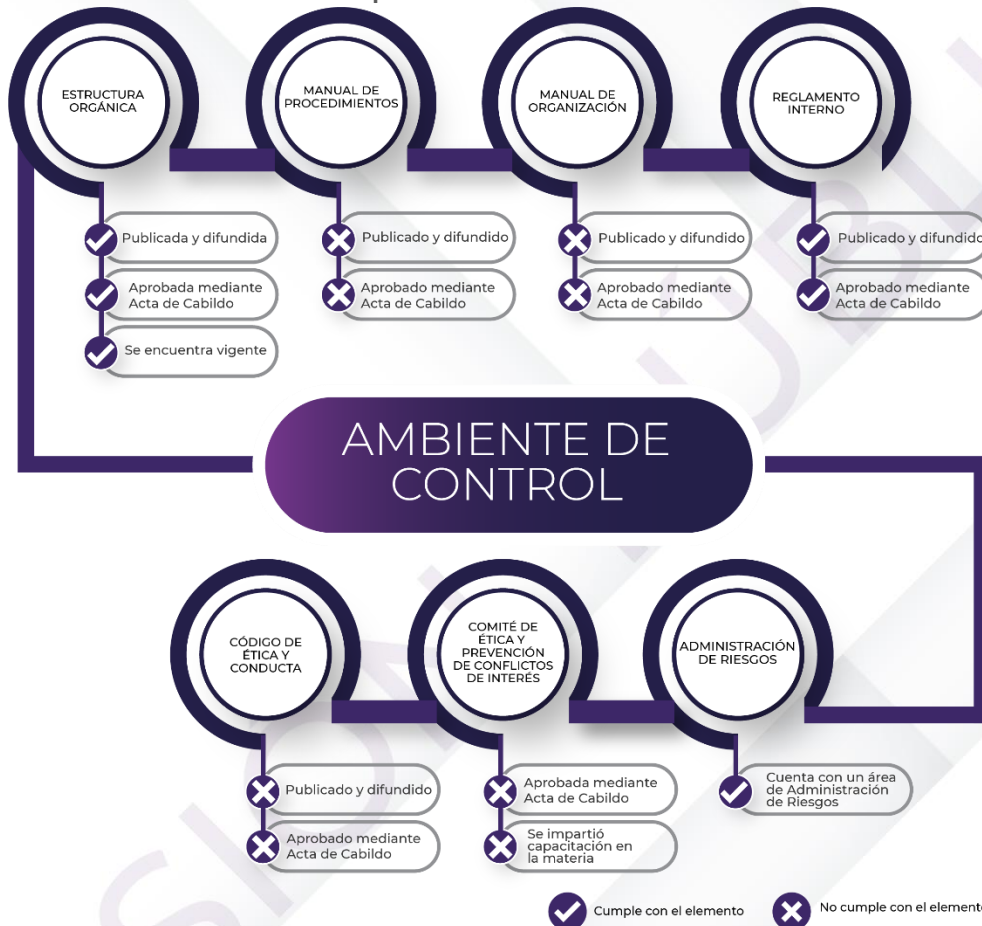 ESTRUCTURA
ORGÁNICA
MANUAL DE
PROCEDIMIENTOS
MANUAL DE
ORGANIZACIÓN
REGLAMENTO
INTERNO
Publicada y difundida
Aprobada mediante
Acta de Cabildo
Se encuentra vigente
Publicado y difundido
Aprobado mediante
Acta de Cabildo
Publicado y difundido
Aprobado mediante
Acta de Cabildo
Publicado y difundido
Aprobado mediante
Acta de Cabildo
AMBIENTE DE
CONTROL
CÓDIGO DE
ÉTICA Y
CONDUCTA
COMITÉ DE
ÉTICA Y
PREVENCIÓN
DE CONFLICTOS
DE INTERÉS
ADMINISTRACIÓN
DE RIESGOS
Publicado y difundido
Aprobado mediante
Acta de Cabildo
Aprobada mediante
Acta de Cabildo
Se impartió
capacitación en
la materia
Cuenta con un área
de Administración
de Riesgos
Cumple con el elemento
No cumple con el elemento